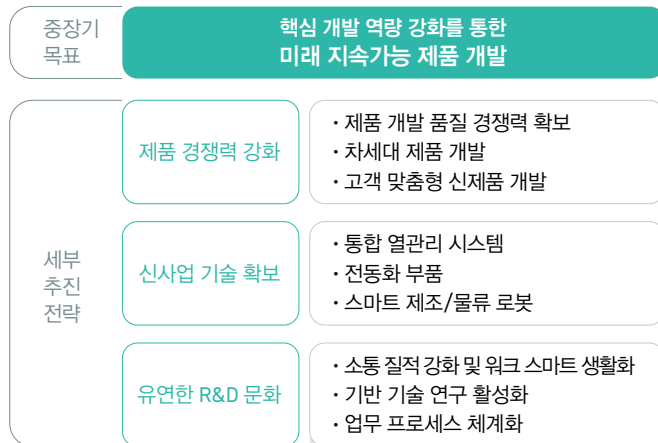 중장기
목표
핵심 개발 역량 강화를 통한
미래 지속가능 제품 개발
세부
추진
전략
제품 경쟁력 강화
· 제품 개발 품질 경쟁력 확보
· 차세대 제품 개발
· 고객 맞춤형 신제품 개발
신사업 기술 확보
· 통합 열관리 시스템
· 전동화 부품
· 스마트 제조/물류 로봇
유연한 R&D 문화
· 소통 질적 강화 및 워크 스마트 생활화
· 기반 기술 연구 활성화
· 업무 프로세스 체계화